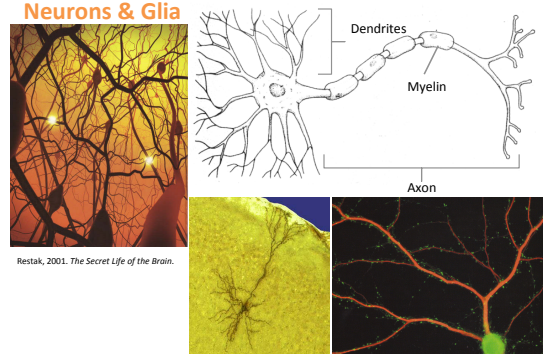 Neurons & Glia
Dendrites
Myelin
Axon
Restak, 2001. The Secret Life of the Brain.